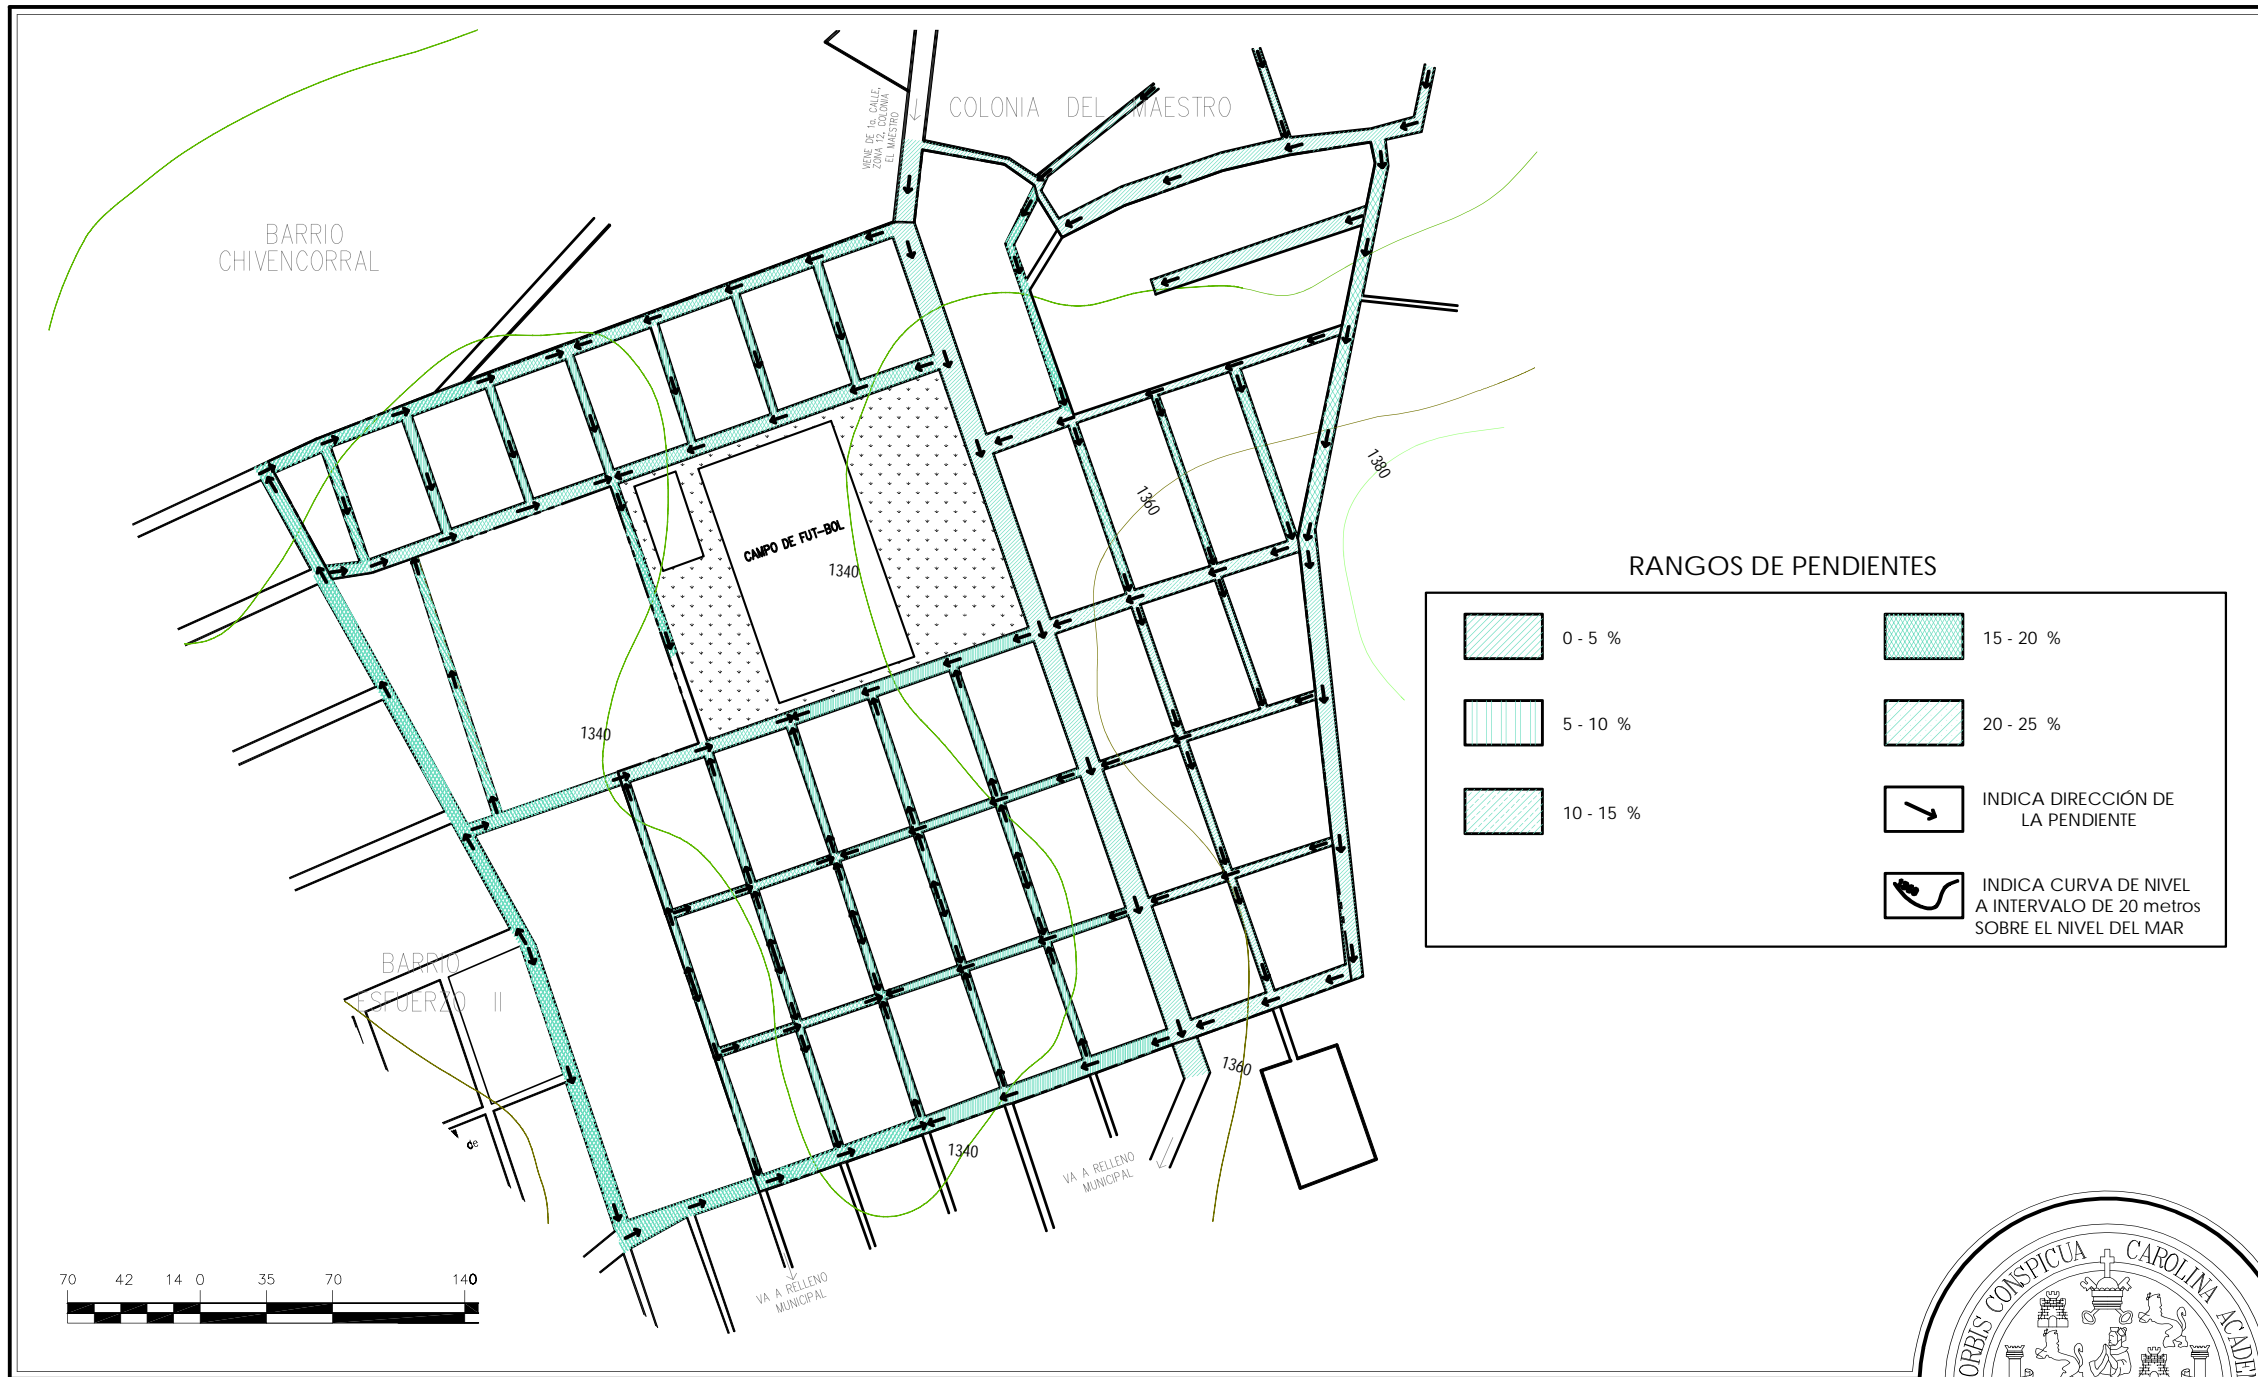 COLONIA DEL MAESTRO
VIENE DE 1a. CALLE,
ZONA 12, COLONIA
EL MAESTRO
BARRIO
CHIVENCORRAL
1380
1360
CAMPO DE FUT-BOL
1340
1340
RANGOS DE PENDIENTES
0 - 5 %
15 - 20 %
5 - 10 %
20 - 25 %
10 - 15 %
INDICA DIRECCIÓN DE
LA PENDIENTE
INDICA CURVA DE NIVEL
A INTERVALO DE 20 metros
SOBRE EL NIVEL DEL MAR
BARRIO
ESFUERZO II
de
1360
1340
VA A RELLENO
MUNICIPAL
VA A RELLENO
MUNICIPAL
70 42 14 0 35 70 140
ORBIS CONSPICUA CAROLINA ACADE